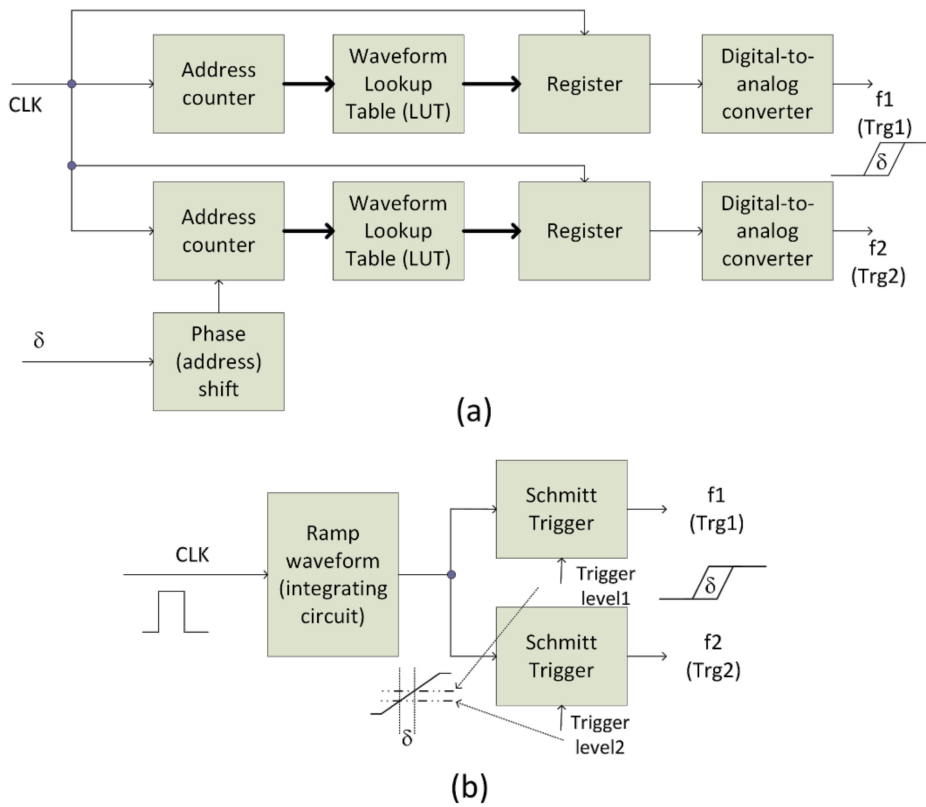 CLK
Address
counter
Waveform
Lookup
Table (LUT)
Register
Digital-to-
analog
converter
f1
(Trg1)
δ
Address
counter
Waveform
Lookup
Table (LUT)
Register
Digital-to-
analog
converter
f2
(Trg2)
δ
Phase
(address)
shift
(a)
CLK
Ramp
waveform
(integrating
circuit)
Schmitt
Trigger
f1
(Trg1)
Trigger
level1
δ
Schmitt
Trigger
f2
(Trg2)
δ
Trigger
level2
(b)